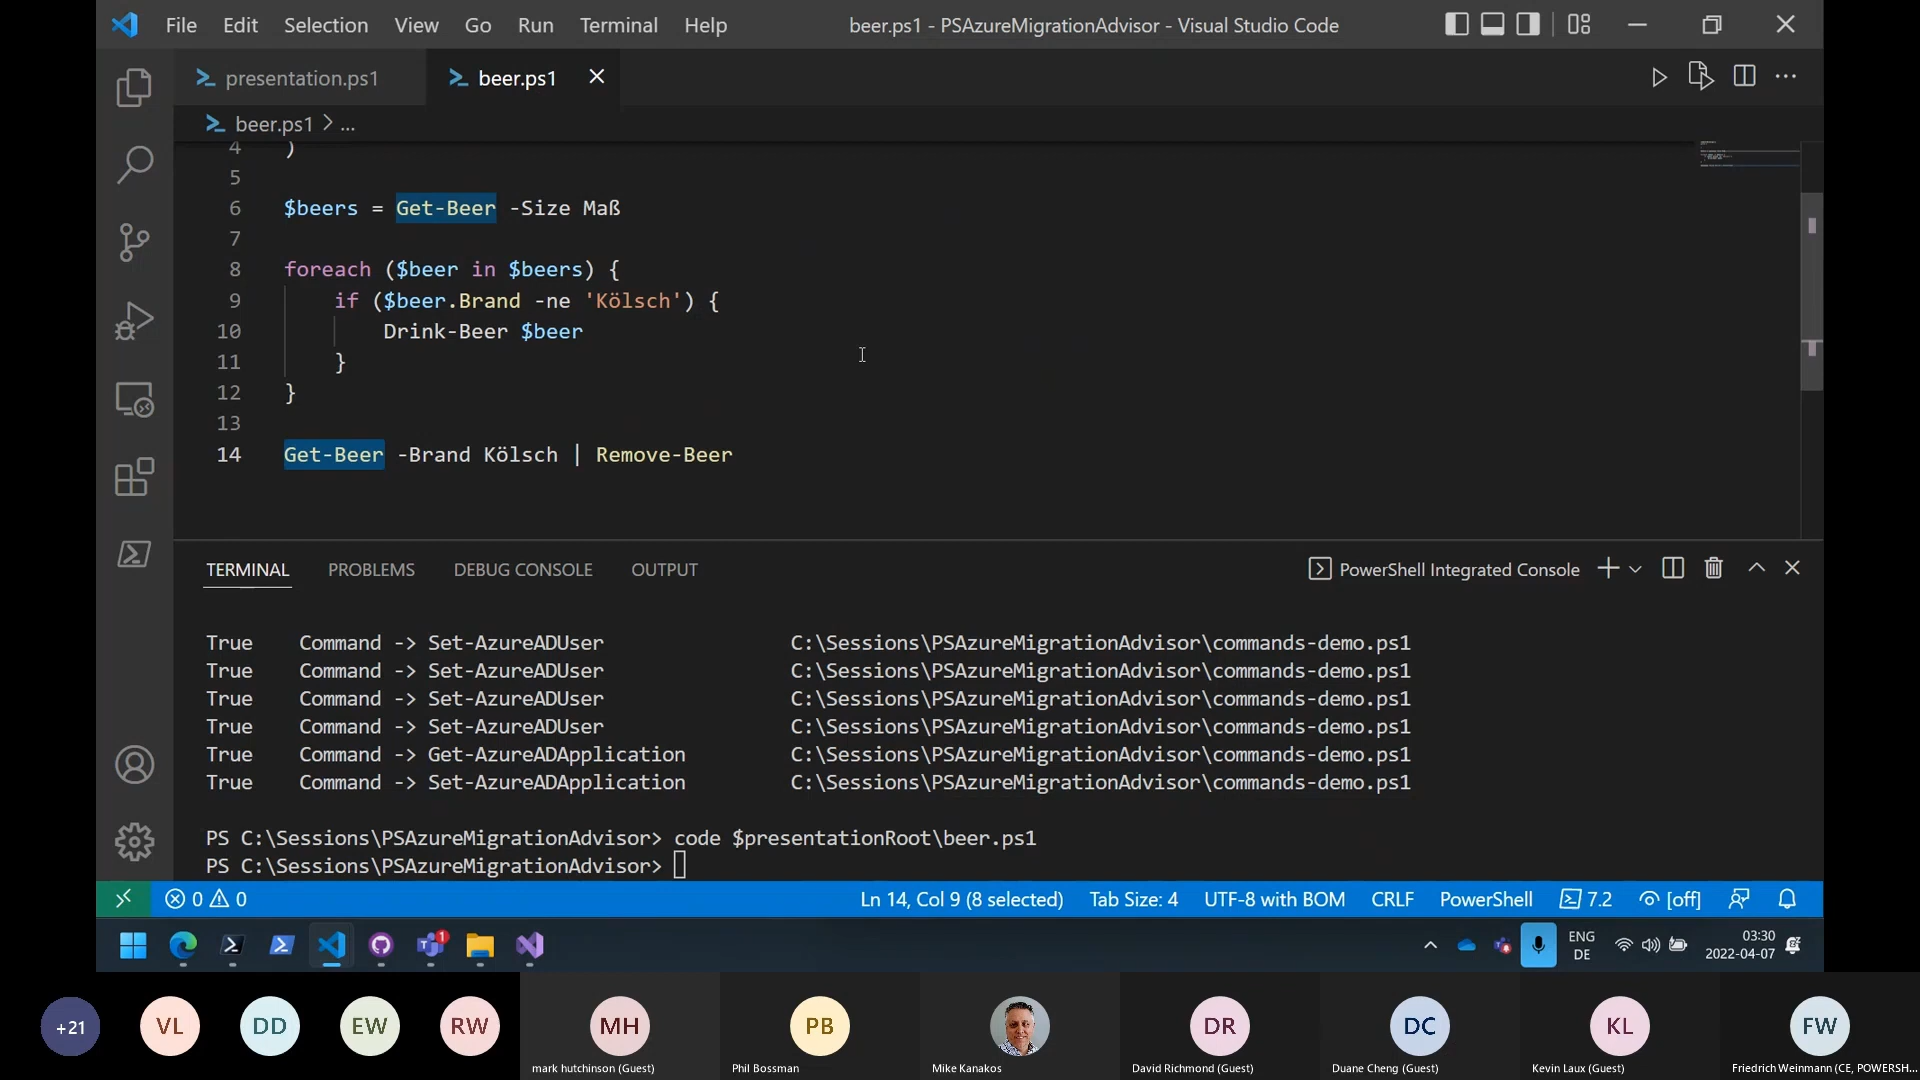 File Edit Selection View Go Run Terminal Help beer.ps1 - PSAzureMigrationAdvisor - Visual Studio Code
presentation.ps1 beer.ps1
beer.ps1 > ...
4 )
5
6 $beers = Get-Beer -Size Maß
7
8 foreach ($beer in $beers) {
9 if ($beer.Brand -ne 'Kölsch') {
10 Drink-Beer $beer
11 }
12 }
13
14 Get-Beer -Brand Kölsch | Remove-Beer
TERMINAL PROBLEMS DEBUG CONSOLE OUTPUT PowerShell Integrated Console
True Command -> Set-AzureADUser C:\Sessions\PSAzureMigrationAdvisor\commands-demo.ps1
True Command -> Set-AzureADUser C:\Sessions\PSAzureMigrationAdvisor\commands-demo.ps1
True Command -> Set-AzureADUser C:\Sessions\PSAzureMigrationAdvisor\commands-demo.ps1
True Command -> Set-AzureADUser C:\Sessions\PSAzureMigrationAdvisor\commands-demo.ps1
True Command -> Get-AzureADApplication C:\Sessions\PSAzureMigrationAdvisor\commands-demo.ps1
True Command -> Set-AzureADApplication C:\Sessions\PSAzureMigrationAdvisor\commands-demo.ps1
PS C:\Sessions\PSAzureMigrationAdvisor> code $presentationRoot\beer.ps1
PS C:\Sessions\PSAzureMigrationAdvisor>
0 0 Ln 14, Col 9 (8 selected) Tab Size: 4 UTF-8 with BOM CRLF PowerShell 7.2 [off]
1 ENG 03:30
DE 2022-04-07
+21 VL DD EW RW MH PB DR DC KL FW
mark hutchinson (Guest) Phil Bossman Mike Kanakos David Richmond (Guest) Duane Cheng (Guest) Kevin Laux (Guest) Friedrich Weinmann (CE, POWERSH...